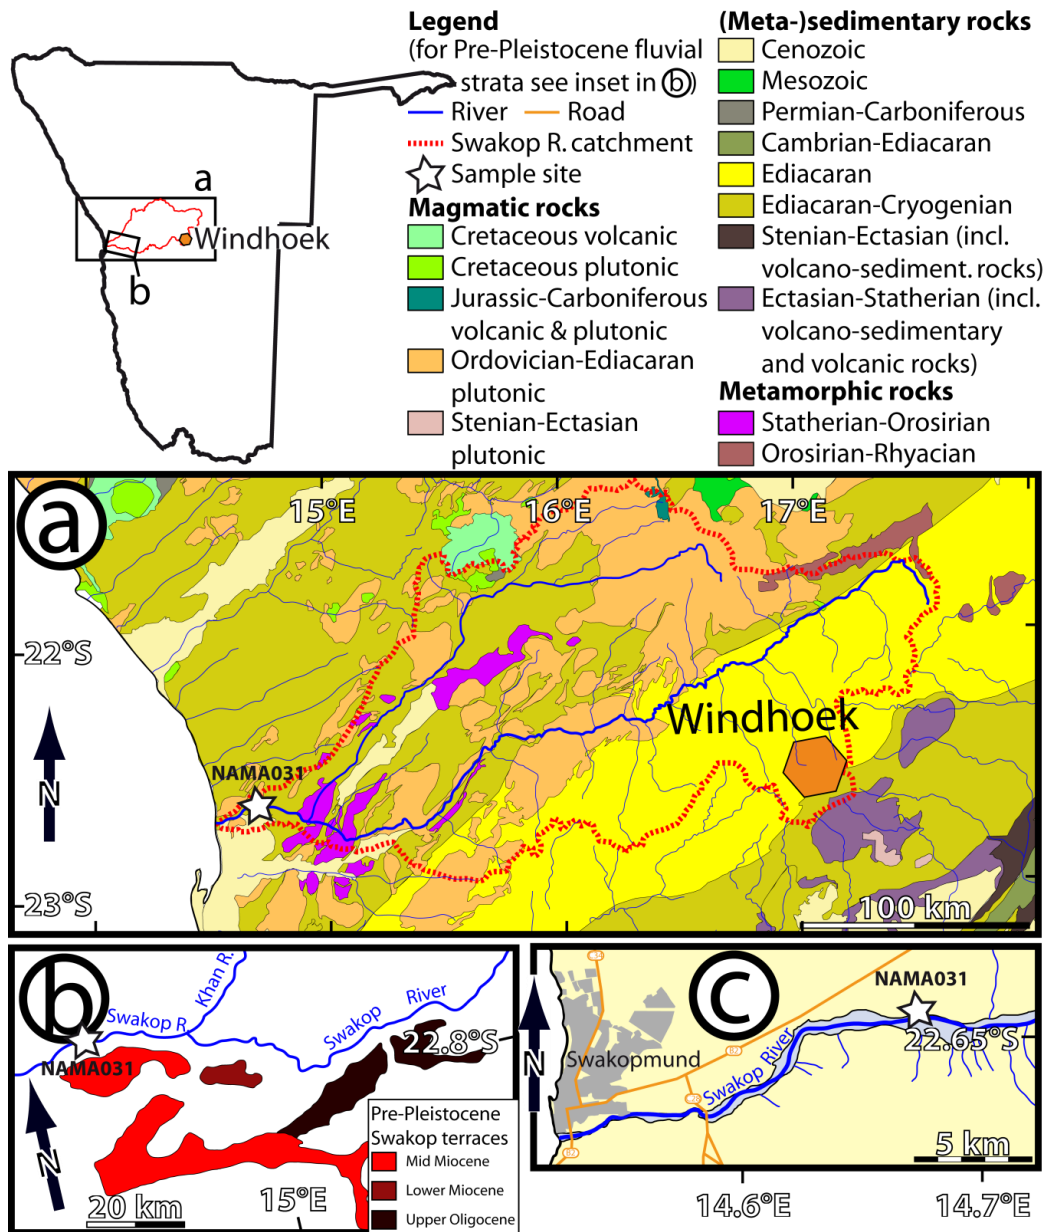 Legend
(for Pre-Pleistocene fluvial
strata see inset in b)
River Road
Swakop R. catchment
Sample site
Magmatic rocks
Cretaceous volcanic
Cretaceous plutonic
Jurassic-Carboniferous
volcanic & plutonic
Ordovician-Ediacaran
plutonic
Stenian-Ectasian
plutonic
(Meta-)sedimentary rocks
Cenozoic
Mesozoic
Permian-Carboniferous
Cambrian-Ediacaran
Ediacaran
Ediacaran-Cryogenian
Stenian-Ectasian (incl.
volcano-sediment. rocks)
Ectasian-Statherian (incl.
volcano-sedimentary
and volcanic rocks)
Metamorphic rocks
Statherian-Orosirian
Orosirian-Rhyacian
a
Windhoek
b
a
15°E
16°E
17°E
22°S
Windhoek
NAMA031
N
23°S
100 km
b
Khan R.
Swakop R.
Swakop River
22.8°S
NAMA031
N
Pre-Pleistocene
Swakop terraces
Mid Miocene
Lower Miocene
Upper Oligocene
20 km
15°E
c
C34
NAMA031
22.65°S
N
Swakopmund
B2
Swakop River
C28
B2
5 km
14.6°E
14.7°E